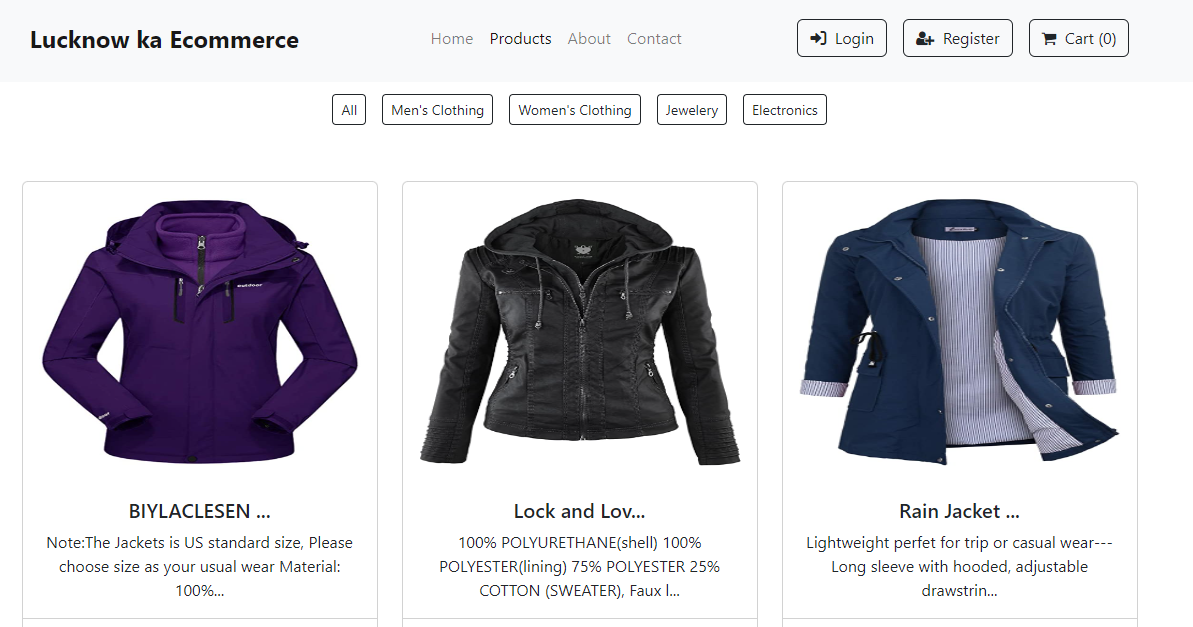 Lucknow ka Ecommerce
Home Products About Contact
Login Register Cart (0)
All Men's Clothing Women's Clothing Jewelery Electronics
outdoor
BIYLACLESEN ...
Note:The Jackets is US standard size, Please
choose size as your usual wear Material:
100%...
Lock and Lov...
100% POLYURETHANE(shell) 100%
POLYESTER(lining) 75% POLYESTER 25%
COTTON (SWEATER), Faux l...
Rain Jacket ...
Lightweight perfet for trip or casual wear---
Long sleeve with hooded, adjustable
drawstrin...